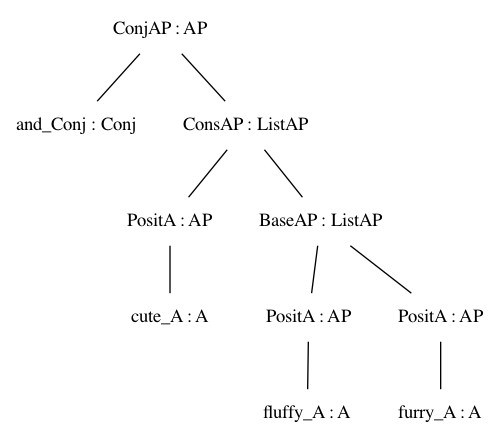 ConjAP : AP
and_Conj : Conj ConsAP : ListAP
PositA : AP BaseAP : ListAP
cute_A : A PositA : AP PositA : AP
fluffy_A : A furry_A : A